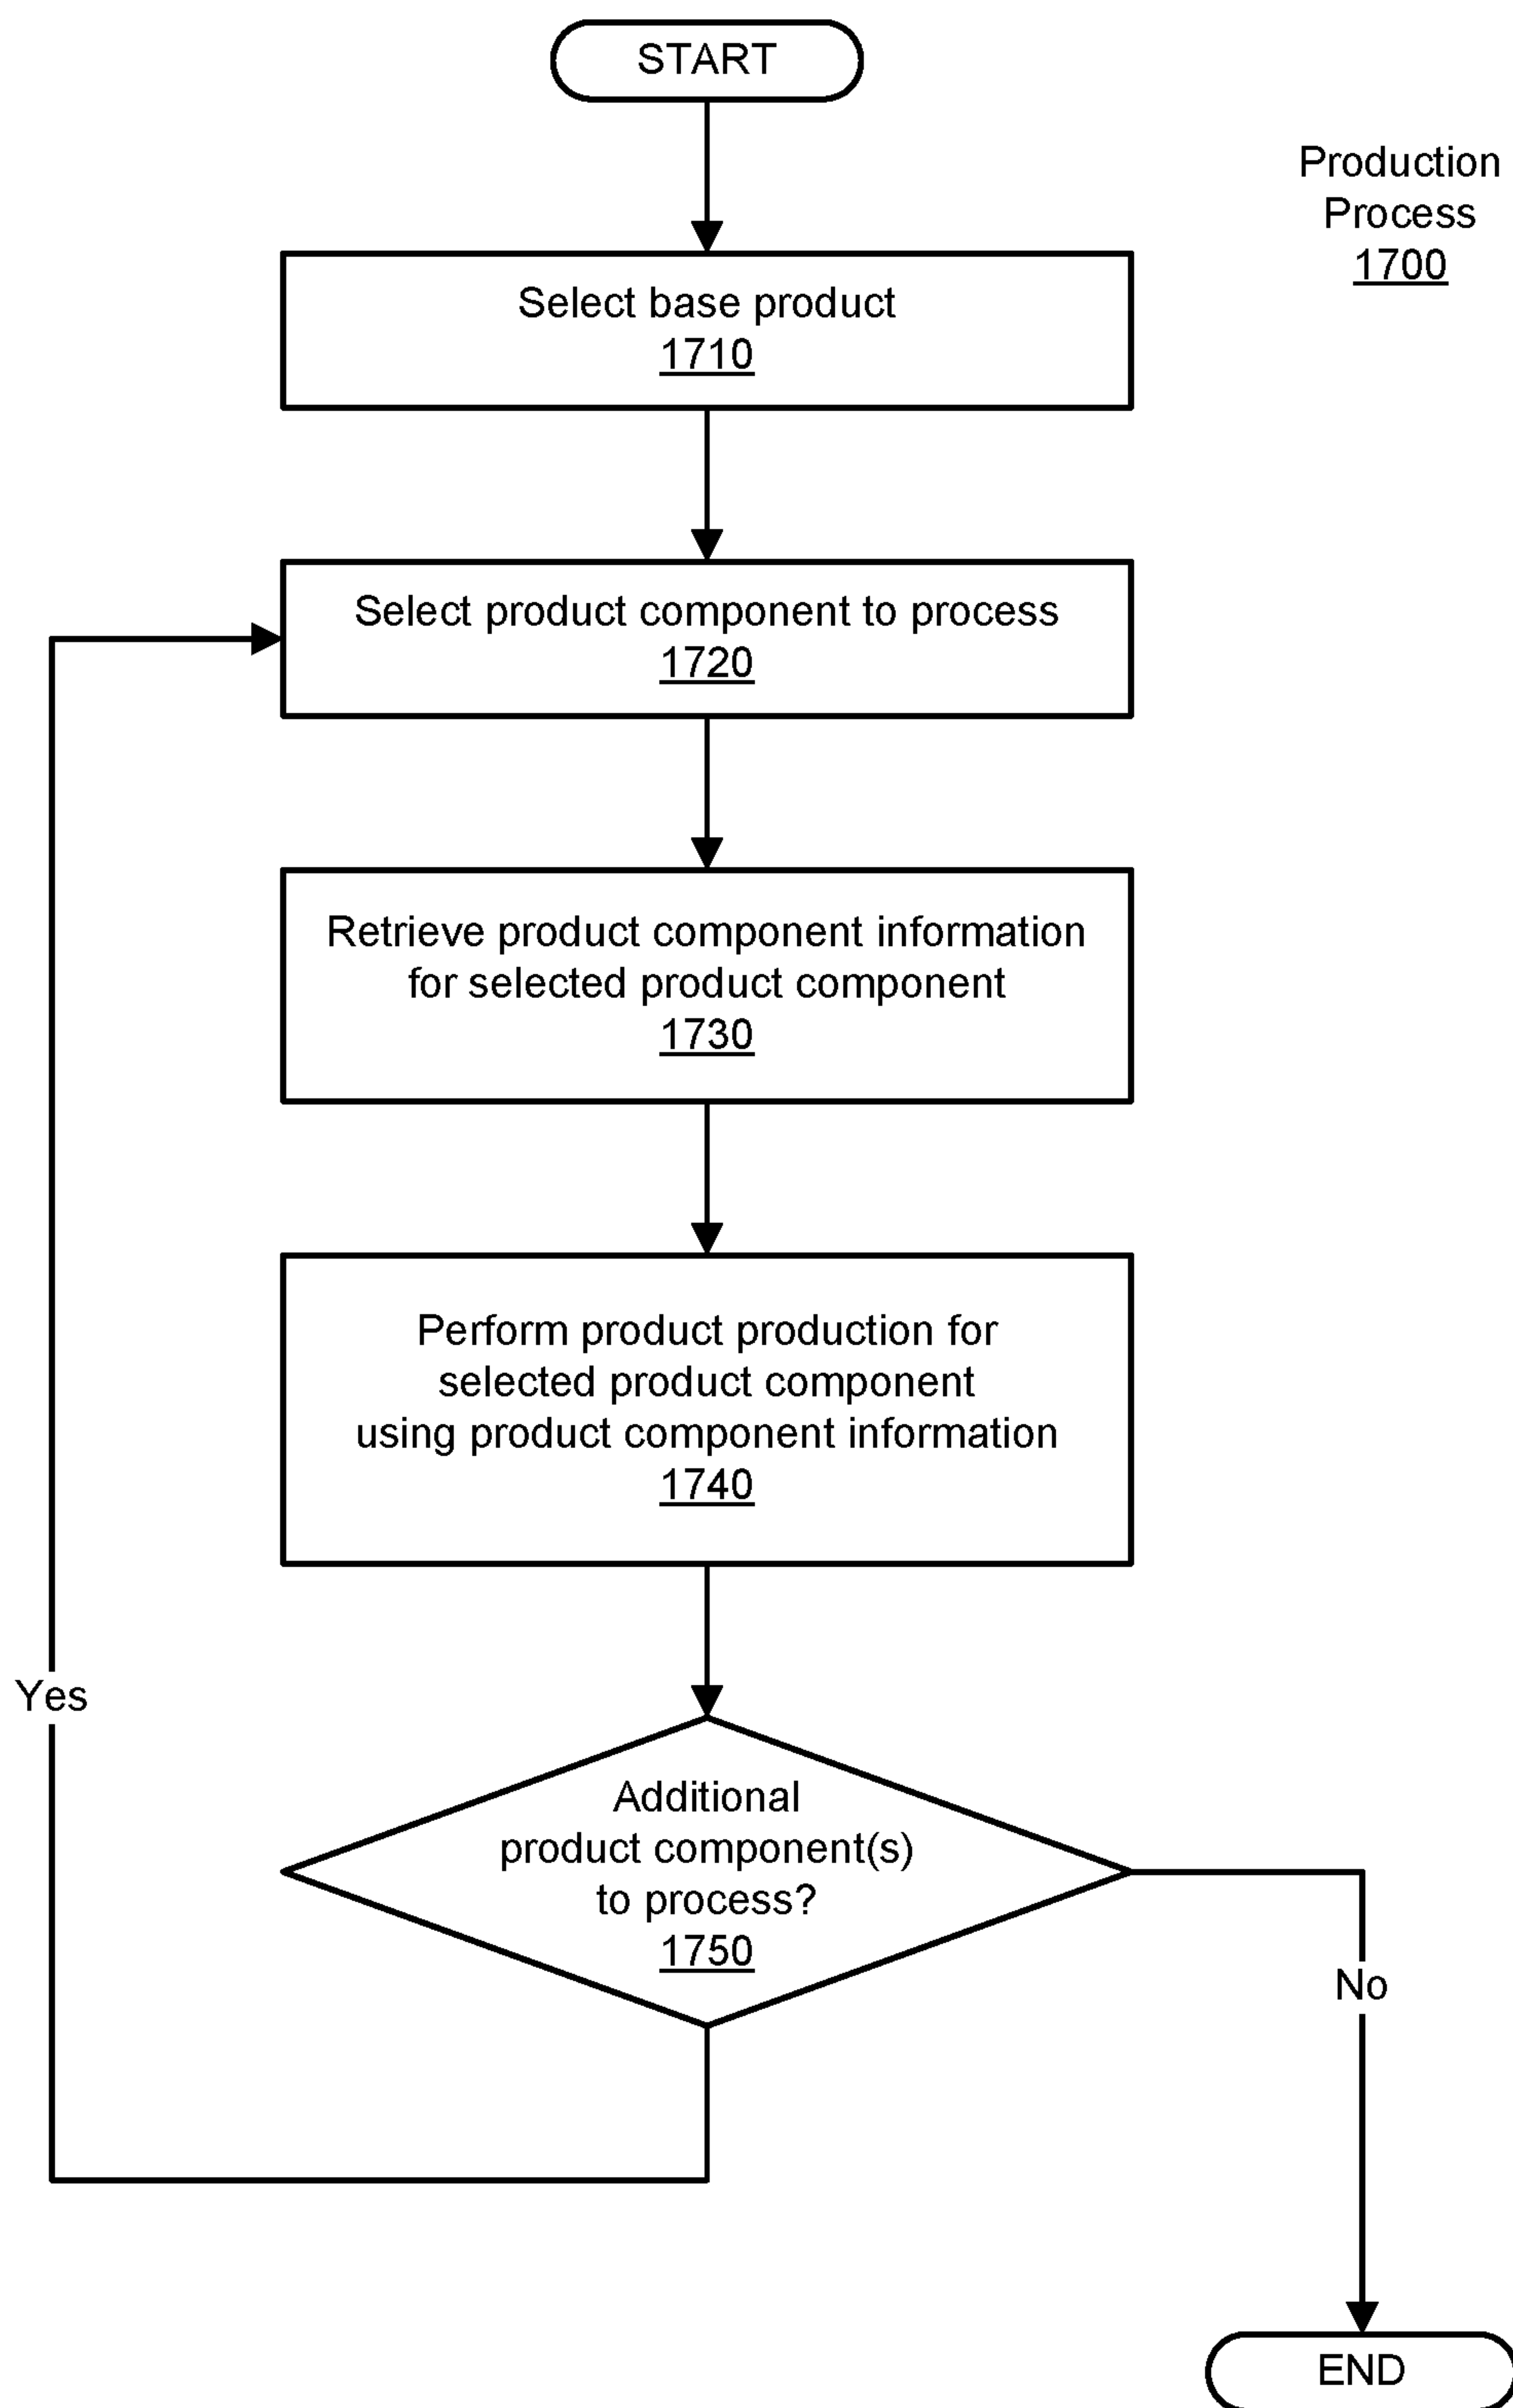 START
Production
Process
1700
Select base product
1710
Select product component to process
1720
Retrieve product component information
for selected product component
1730
Perform product production for
selected product component
using product component information
1740
Yes
Additional
product component(s)
to process?
1750
No
END